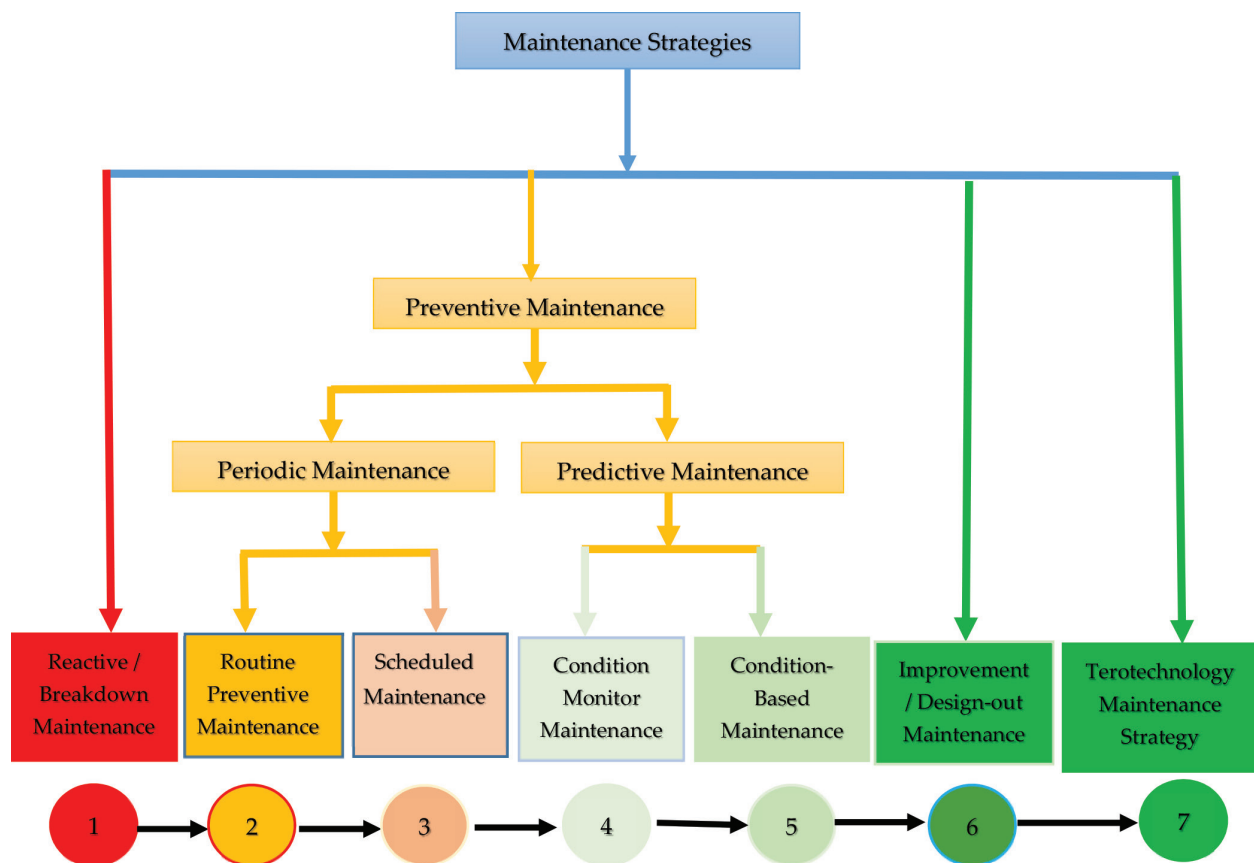 Maintenance Strategies
Preventive Maintenance
Periodic Maintenance
Predictive Maintenance
Reactive /
Breakdown
Maintenance
Routine
Preventive
Maintenance
Scheduled
Maintenance
Condition
Monitor
Maintenance
Condition-
Based
Maintenance
Improvement
/ Design-out
Maintenance
Terotechnology
Maintenance
Strategy
1
2
3
4
5
6
7